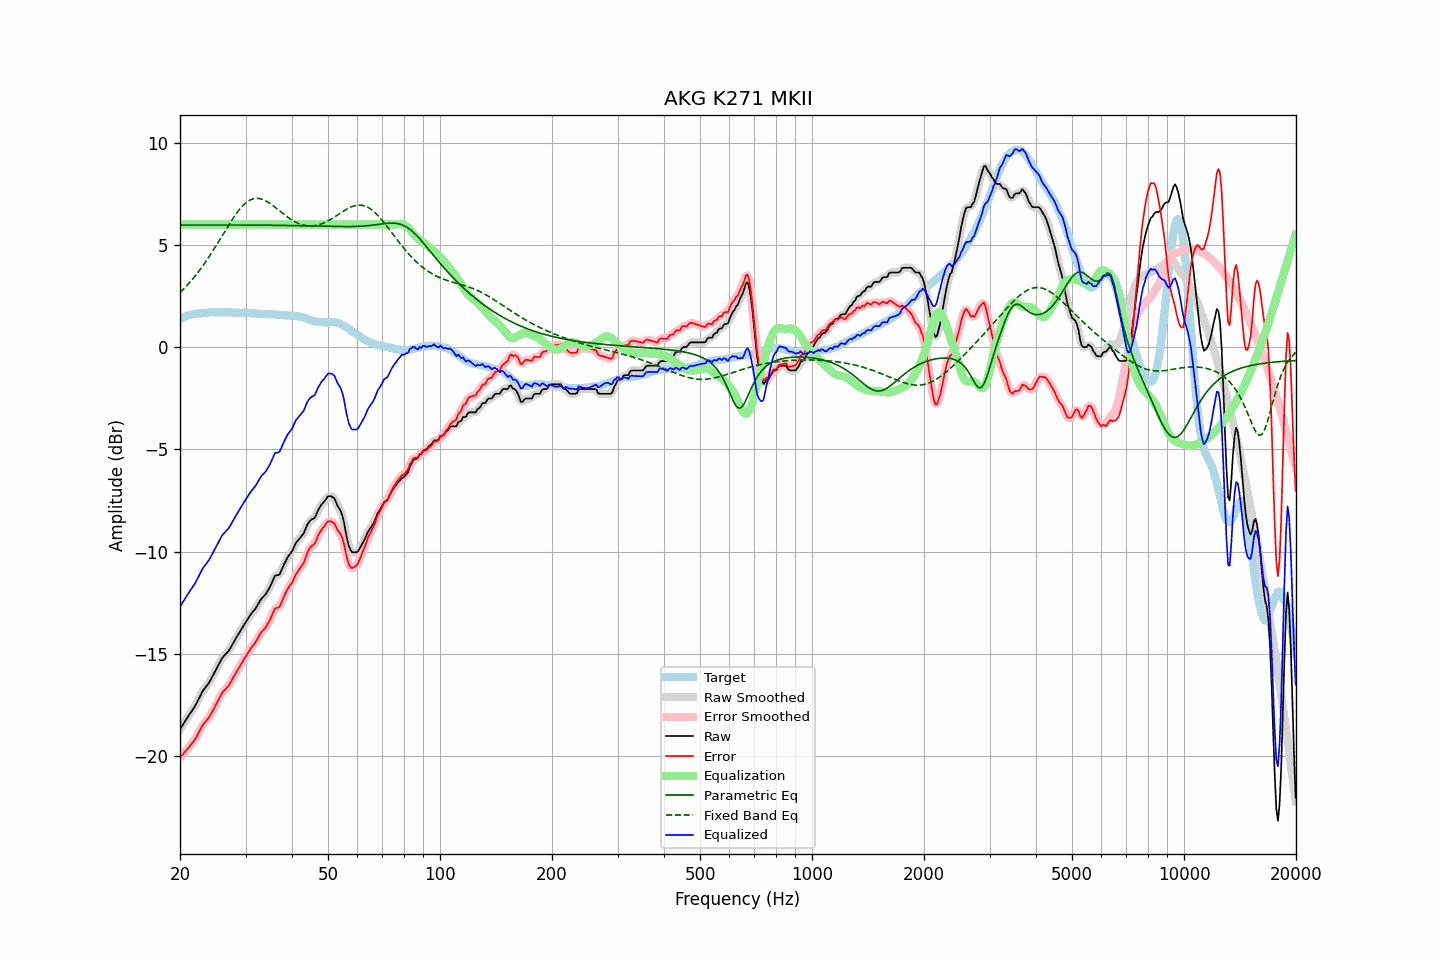 AKG K271 MKII
Amplitude (dBr)
10
5
0
−5
−10
−15
−20
Target
Raw Smoothed
Error Smoothed
Raw
Error
Equalization
Parametric Eq
Fixed Band Eq
Equalized
20 50 100 200 500 1000 2000 5000 10000 20000
Frequency (Hz)